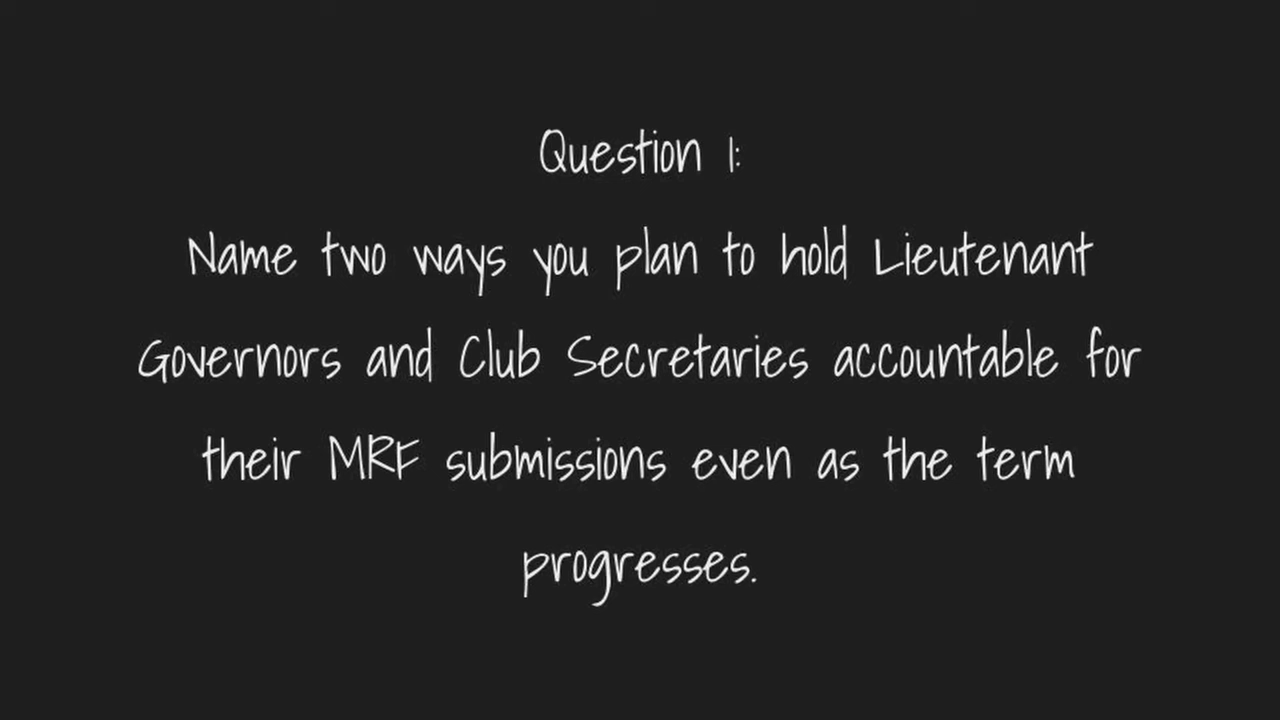 Question 1:
Name two ways you plan to hold Lieutenant
Governors and Club Secretaries accountable for
their MRF submissions even as the term
progresses.